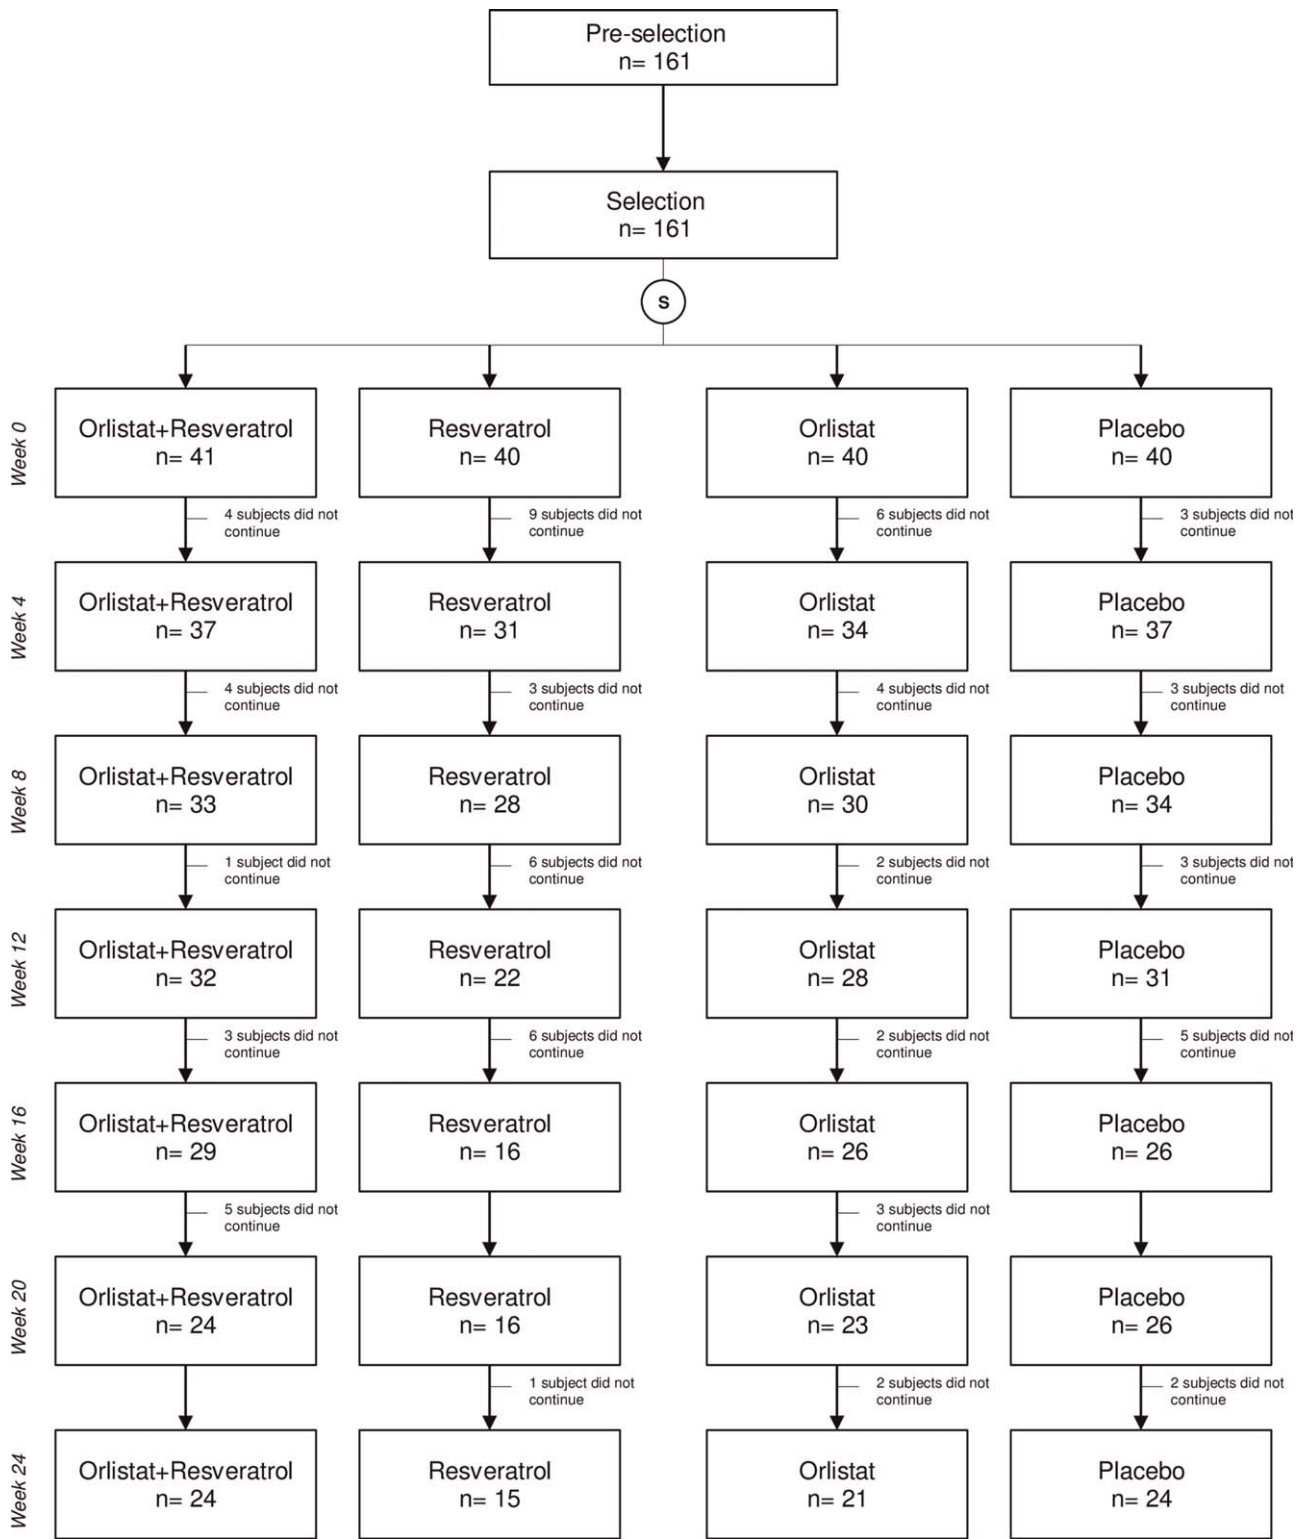 Pre-selection
n= 161
Selection
n= 161
S
Week 0
Orlistat+Resveratrol
n= 41
Resveratrol
n= 40
Orlistat
n= 40
Placebo
n= 40
4 subjects did not
continue
9 subjects did not
continue
6 subjects did not
continue
3 subjects did not
continue
Week 4
Orlistat+Resveratrol
n= 37
Resveratrol
n= 31
Orlistat
n= 34
Placebo
n= 37
4 subjects did not
continue
3 subjects did not
continue
4 subjects did not
continue
3 subjects did not
continue
Week 8
Orlistat+Resveratrol
n= 33
Resveratrol
n= 28
Orlistat
n= 30
Placebo
n= 34
1 subject did not
continue
6 subjects did not
continue
2 subjects did not
continue
3 subjects did not
continue
Week 12
Orlistat+Resveratrol
n= 32
Resveratrol
n= 22
Orlistat
n= 28
Placebo
n= 31
3 subjects did not
continue
6 subjects did not
continue
2 subjects did not
continue
5 subjects did not
continue
Week 16
Orlistat+Resveratrol
n= 29
Resveratrol
n= 16
Orlistat
n= 26
Placebo
n= 26
5 subjects did not
continue
3 subjects did not
continue
Week 20
Orlistat+Resveratrol
n= 24
Resveratrol
n= 16
Orlistat
n= 23
Placebo
n= 26
1 subject did not
continue
2 subjects did not
continue
2 subjects did not
continue
Week 24
Orlistat+Resveratrol
n= 24
Resveratrol
n= 15
Orlistat
n= 21
Placebo
n= 24